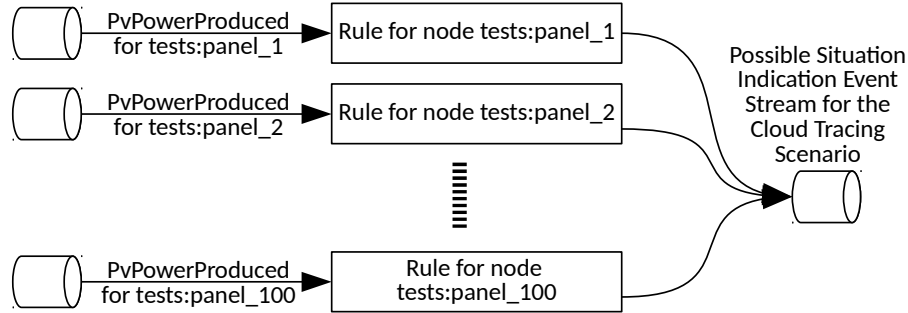 PvPowerProduced
for tests:panel_1
Rule for node tests:panel_1
PvPowerProduced
for tests:panel_2
Rule for node tests:panel_2
Possible Situation
Indication Event
Stream for the
Cloud Tracing
Scenario
PvPowerProduced
for tests:panel_100
Rule for node
tests:panel_100